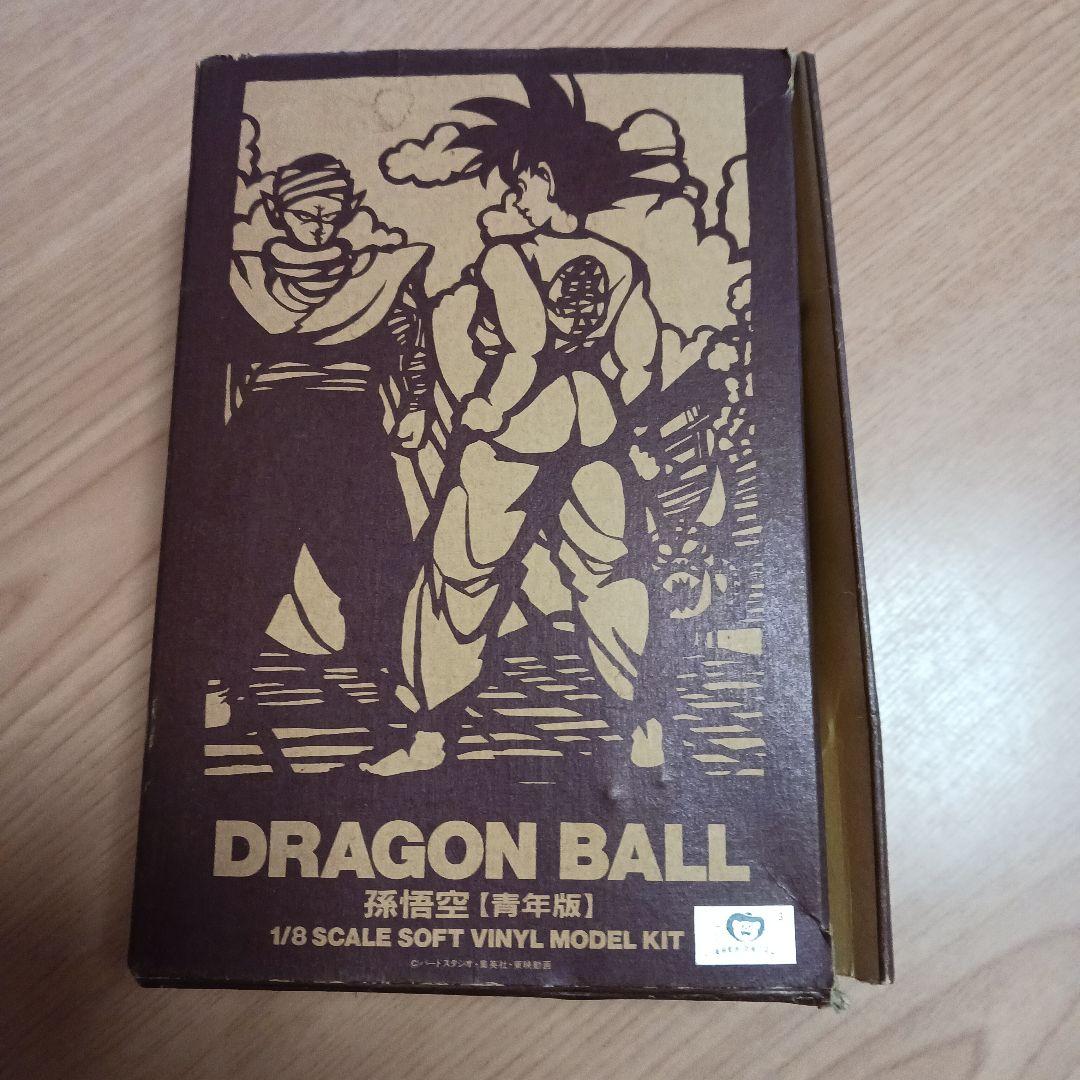 DRAGON BALL
孫悟空【青年版】
1/8 SCALE SOFT VINYL MODEL KIT
©バードスタジオ・集英社・東映動画